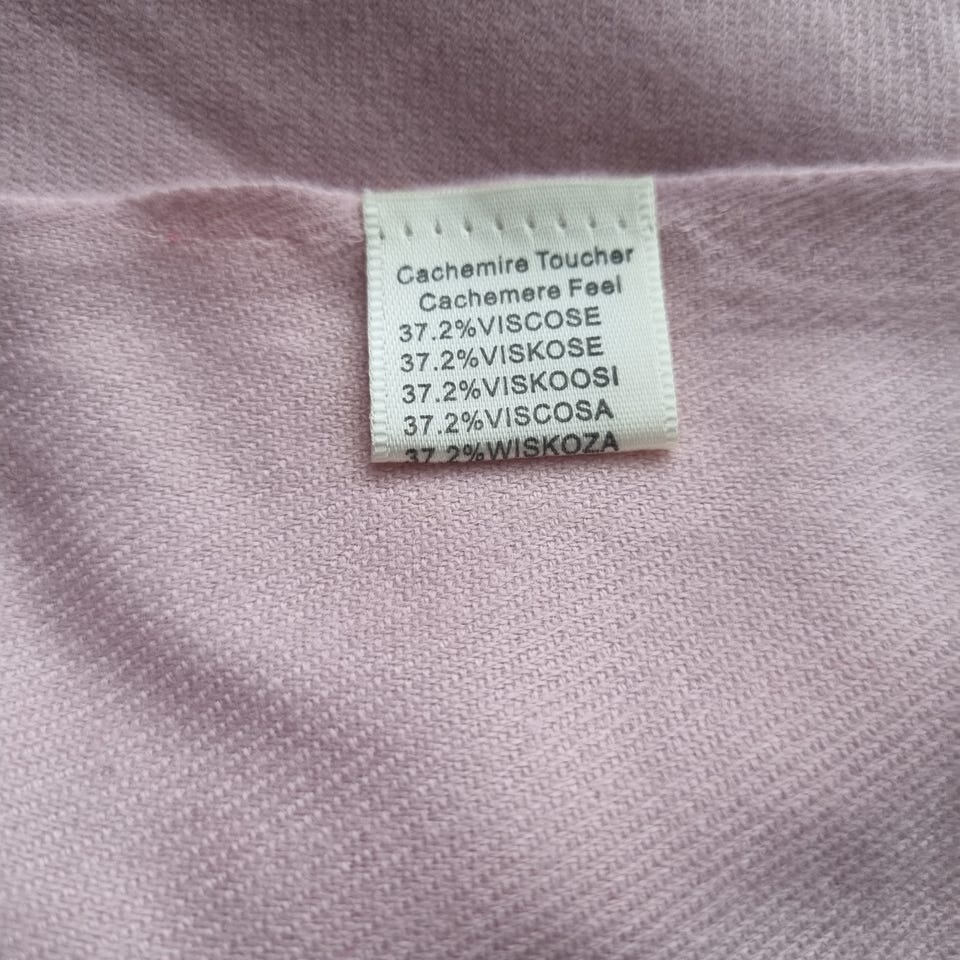 Cachemire Toucher
Cachemere Feel
37.2%VISCOSE
37.2%VISKOSE
37.2%VISKOOSI
37.2%VISCOSA
37.2%WISKOZA